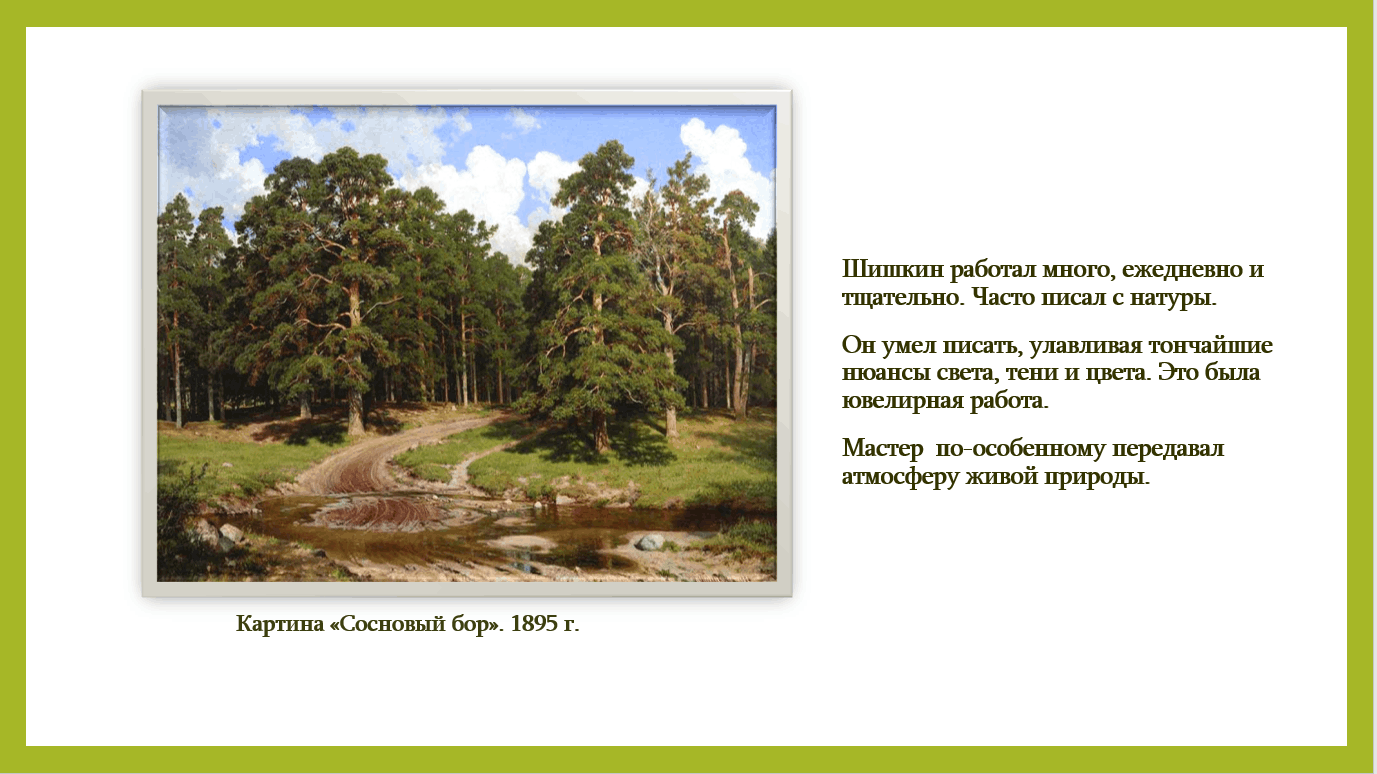 Шишкин работал много, ежедневно и
тщательно. Часто писал с натуры.
Он умел писать, улавливая тончайшие
нюансы света, тени и цвета. Это была
ювелирная работа.
Мастер  по-особенному передавал
атмосферу живой природы.
Картина «Сосновый бор». 1895 г.